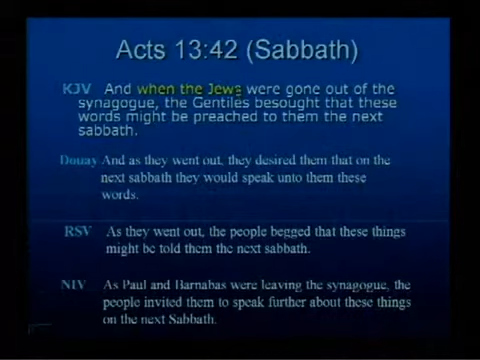 Acts 13:42 (Sabbath)
KJV And when the Jews were gone out of the
synagogue, the Gentiles besought that these
words might be preached to them the next
sabbath.
Douay And as they went out, they desired them that on the
next sabbath they would speak unto them these
words.
RSV As they went out, the people begged that these things
might be told them the next sabbath.
NIV As Paul and Barnabas were leaving the synagogue, the
people invited them to speak further about these things
on the next Sabbath.